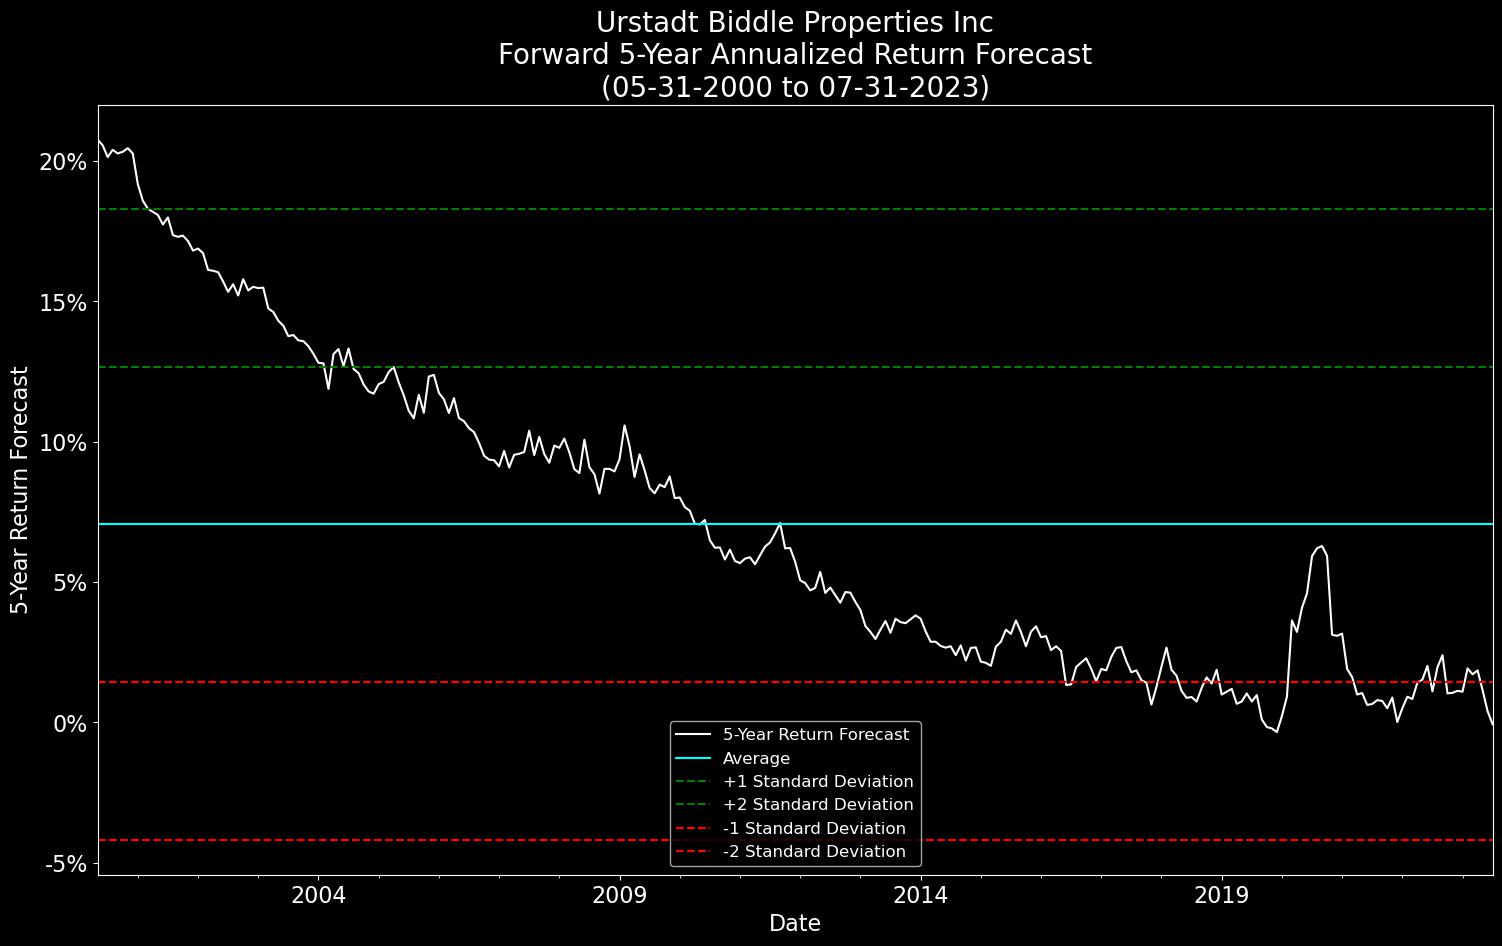 Urstadt Biddle Properties Inc
Forward 5-Year Annualized Return Forecast
(05-31-2000 to 07-31-2023)
5-Year Return Forecast
20%
15%
10%
5%
0%
-5%
5-Year Return Forecast
Average
+1 Standard Deviation
+2 Standard Deviation
-1 Standard Deviation
-2 Standard Deviation
2004
2009
2014
2019
Date